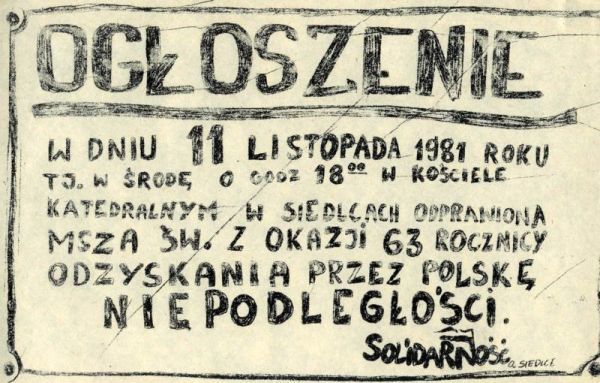 OGŁOSZENIE
W DNIU 11 LISTOPADA 1981 ROKU
TJ. W ŚRODĘ O GODZ 18⁰⁰ W KOŚCIELE
KATEDRALNYM W SIEDLCACH ODPRAWIONA
MSZA ŚW. Z OKAZJI 63 ROCZNICY
ODZYSKANIA PRZEZ POLSKĘ
NIEPODLEGŁOŚCI.
SOLIDARNOŚĆ
O. SIEDLCE